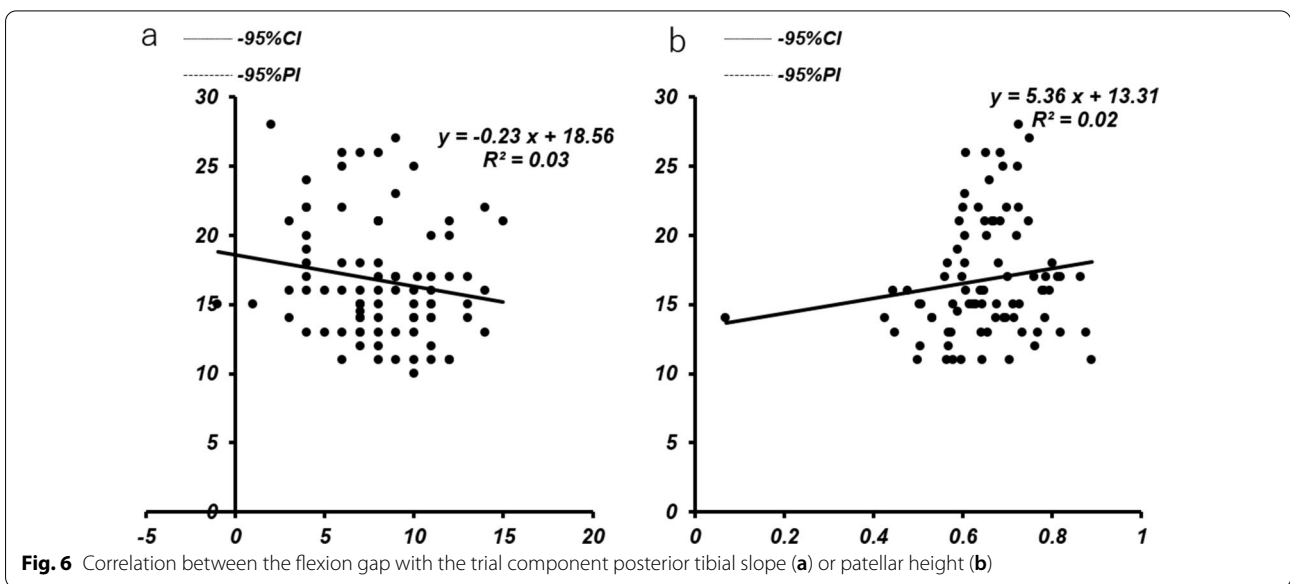 a
-95%CI
-95%PI
30
25
20
15
10
5
0
-5 0 5 10 15 20
y = -0.23 x + 18.56
R² = 0.03
b
-95%CI
-95%PI
30
25
20
15
10
5
0
0 0.2 0.4 0.6 0.8 1
y = 5.36 x + 13.31
R² = 0.02
Fig. 6 Correlation between the flexion gap with the trial component posterior tibial slope (a) or patellar height (b)